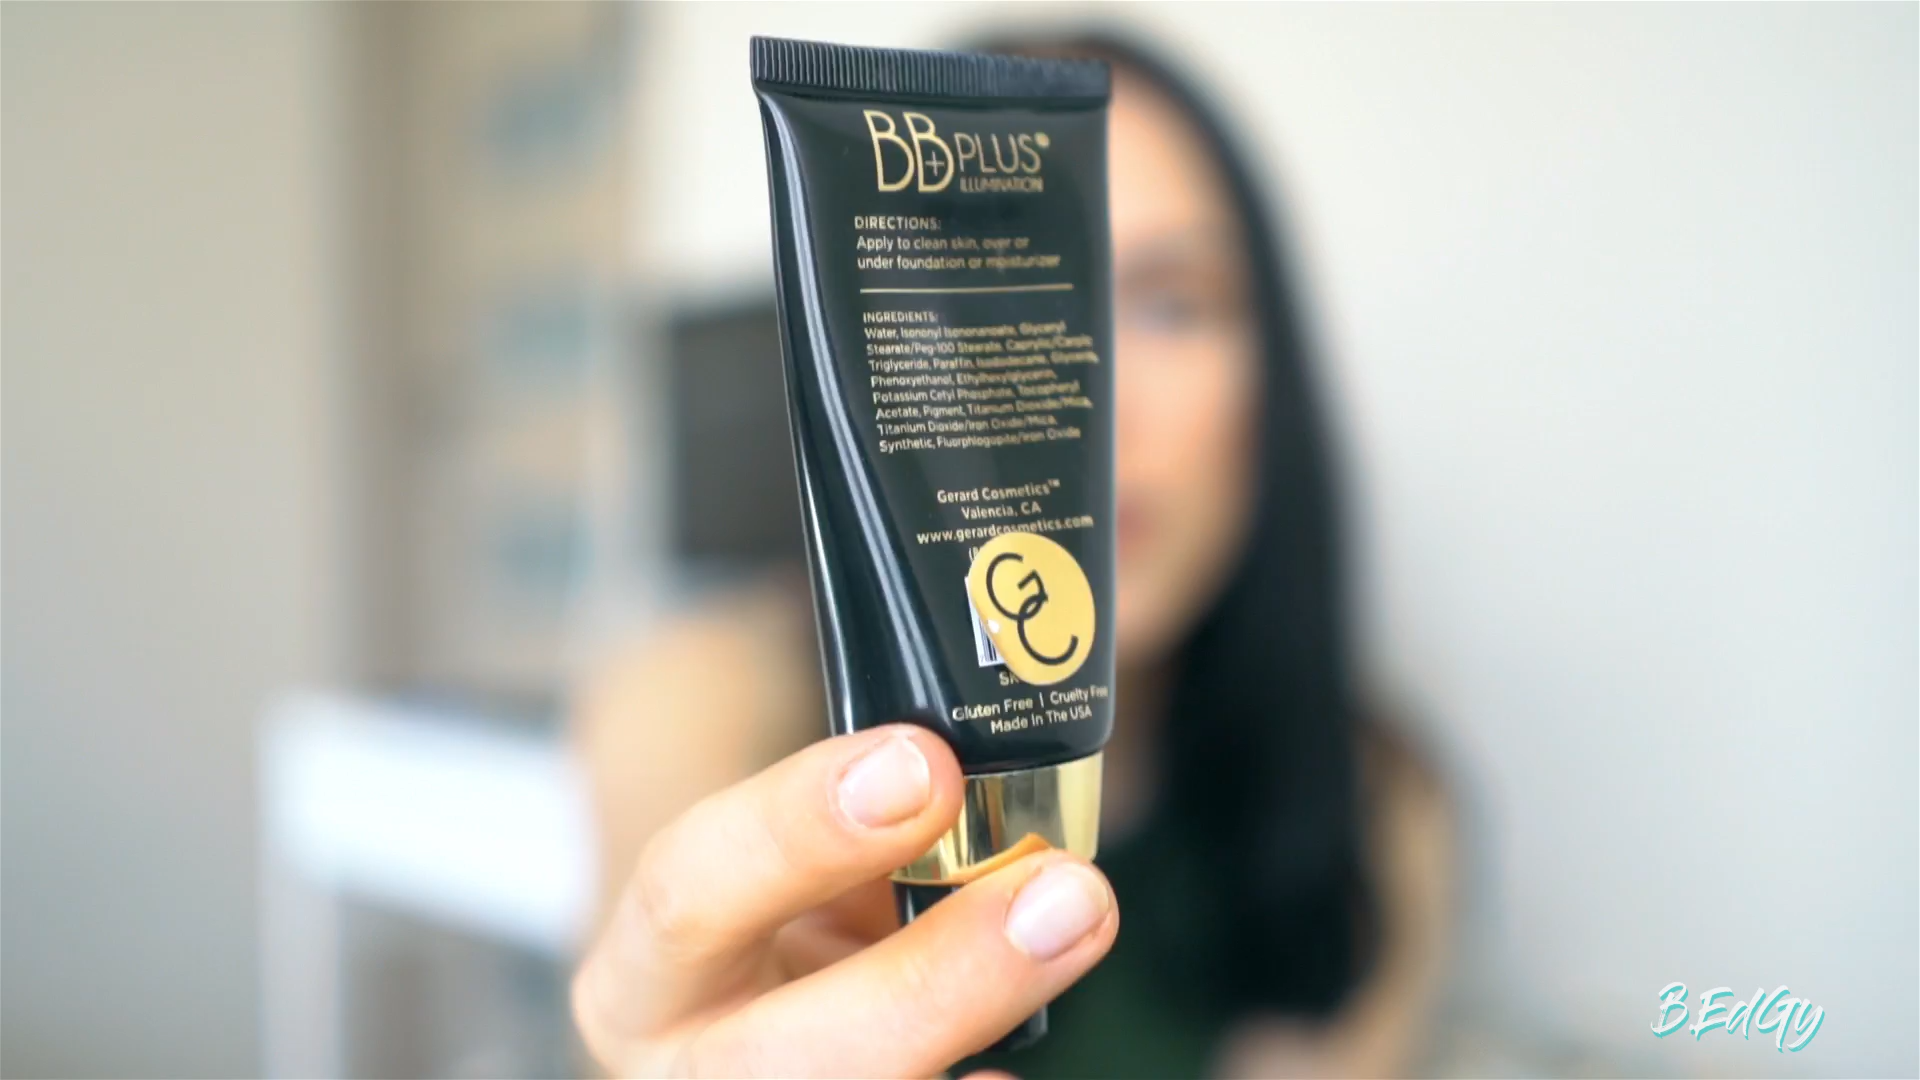 BB+ PLUS
ILLUMINATION
DIRECTIONS:
Apply to clean skin, over or
under foundation or moisturizer
INGREDIENTS:
Water, Isononyl Isononanoate, Glyceryl
Stearate/Peg-100 Stearate, Caprylic/Capric
Triglyceride, Paraffin, Isododecane, Glycerin,
Phenoxyethanol, Ethylhexylglycerin,
Potassium Cetyl Phosphate, Tocopheryl
Acetate, Pigment, Titanium Dioxide/Mica,
Titanium Dioxide/Iron Oxide/Mica,
Synthetic, Fluorphlogopite/Iron Oxide
Gerard Cosmetics™
Valencia, CA
www.gerardcosmetics.com
GC
Gluten Free | Cruelty Free
Made In The USA
B.EdGy